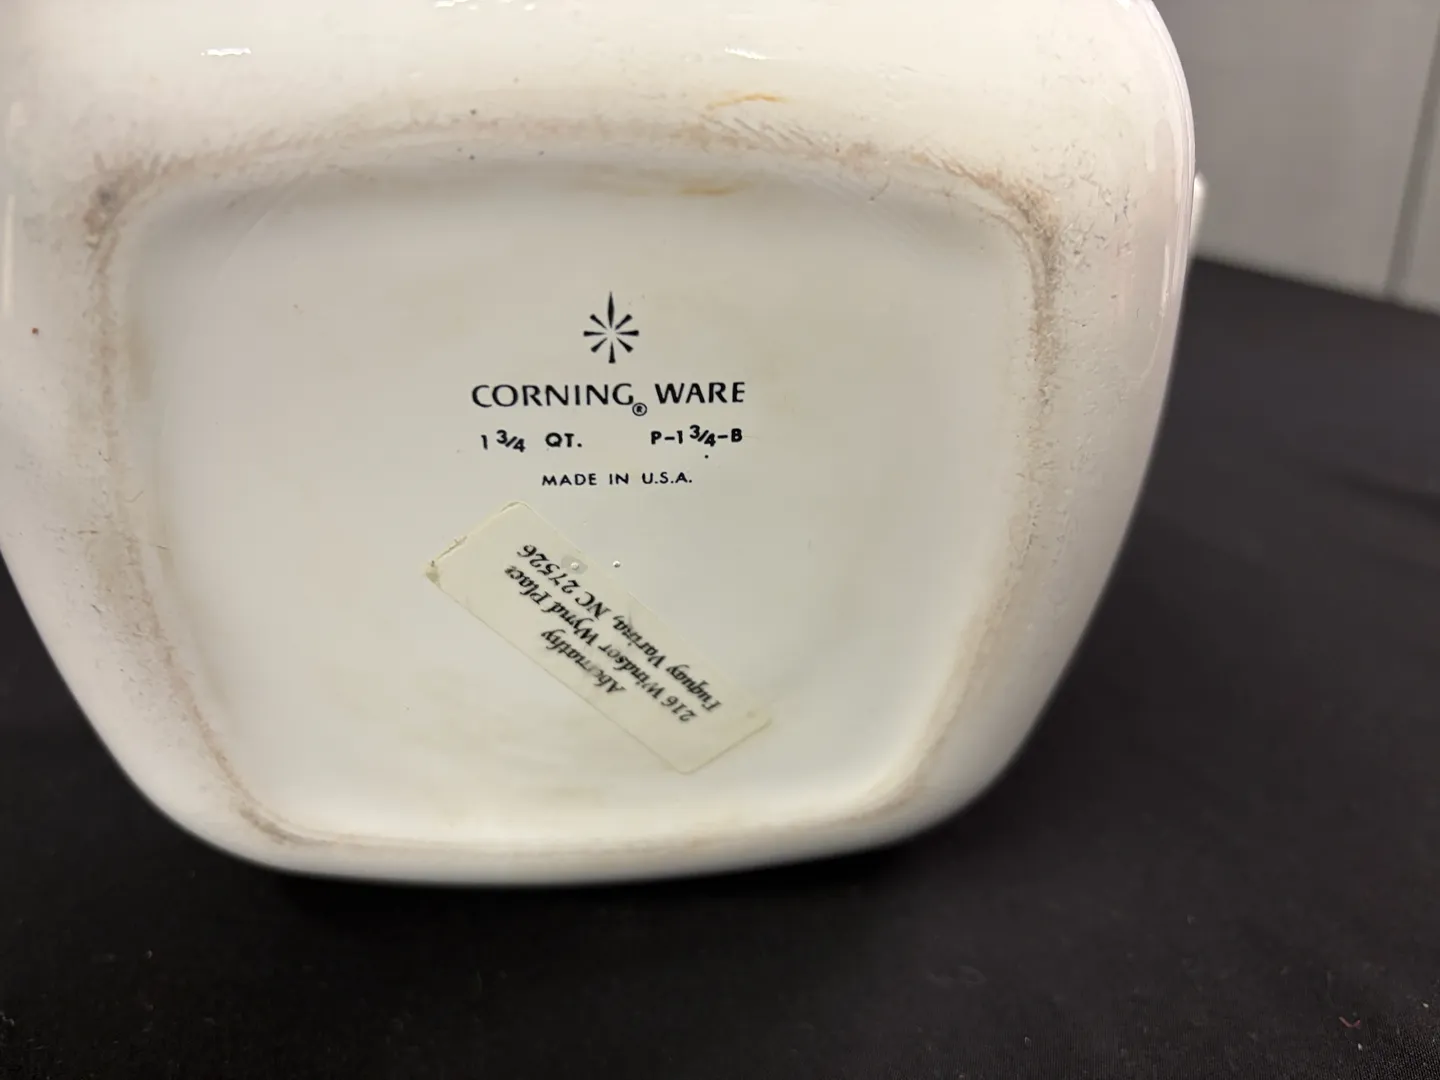 CORNING® WARE
1 3/4 QT. P-1 3/4-B
MADE IN U.S.A.
Abernathy
216 Windsor Wynd Place
Fuquay Varina, NC 27526